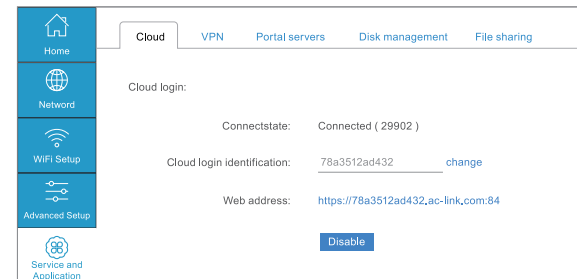 Home
Netword
WiFi Setup
Advanced Setup
Service and
Application
Cloud VPN Portal servers Disk management File sharing
Cloud login:
Connectstate: Connected ( 29902 )
Cloud login identification: 78a3512ad432 change
Web address: https://78a3512ad432.ac-link.com:84
Disable